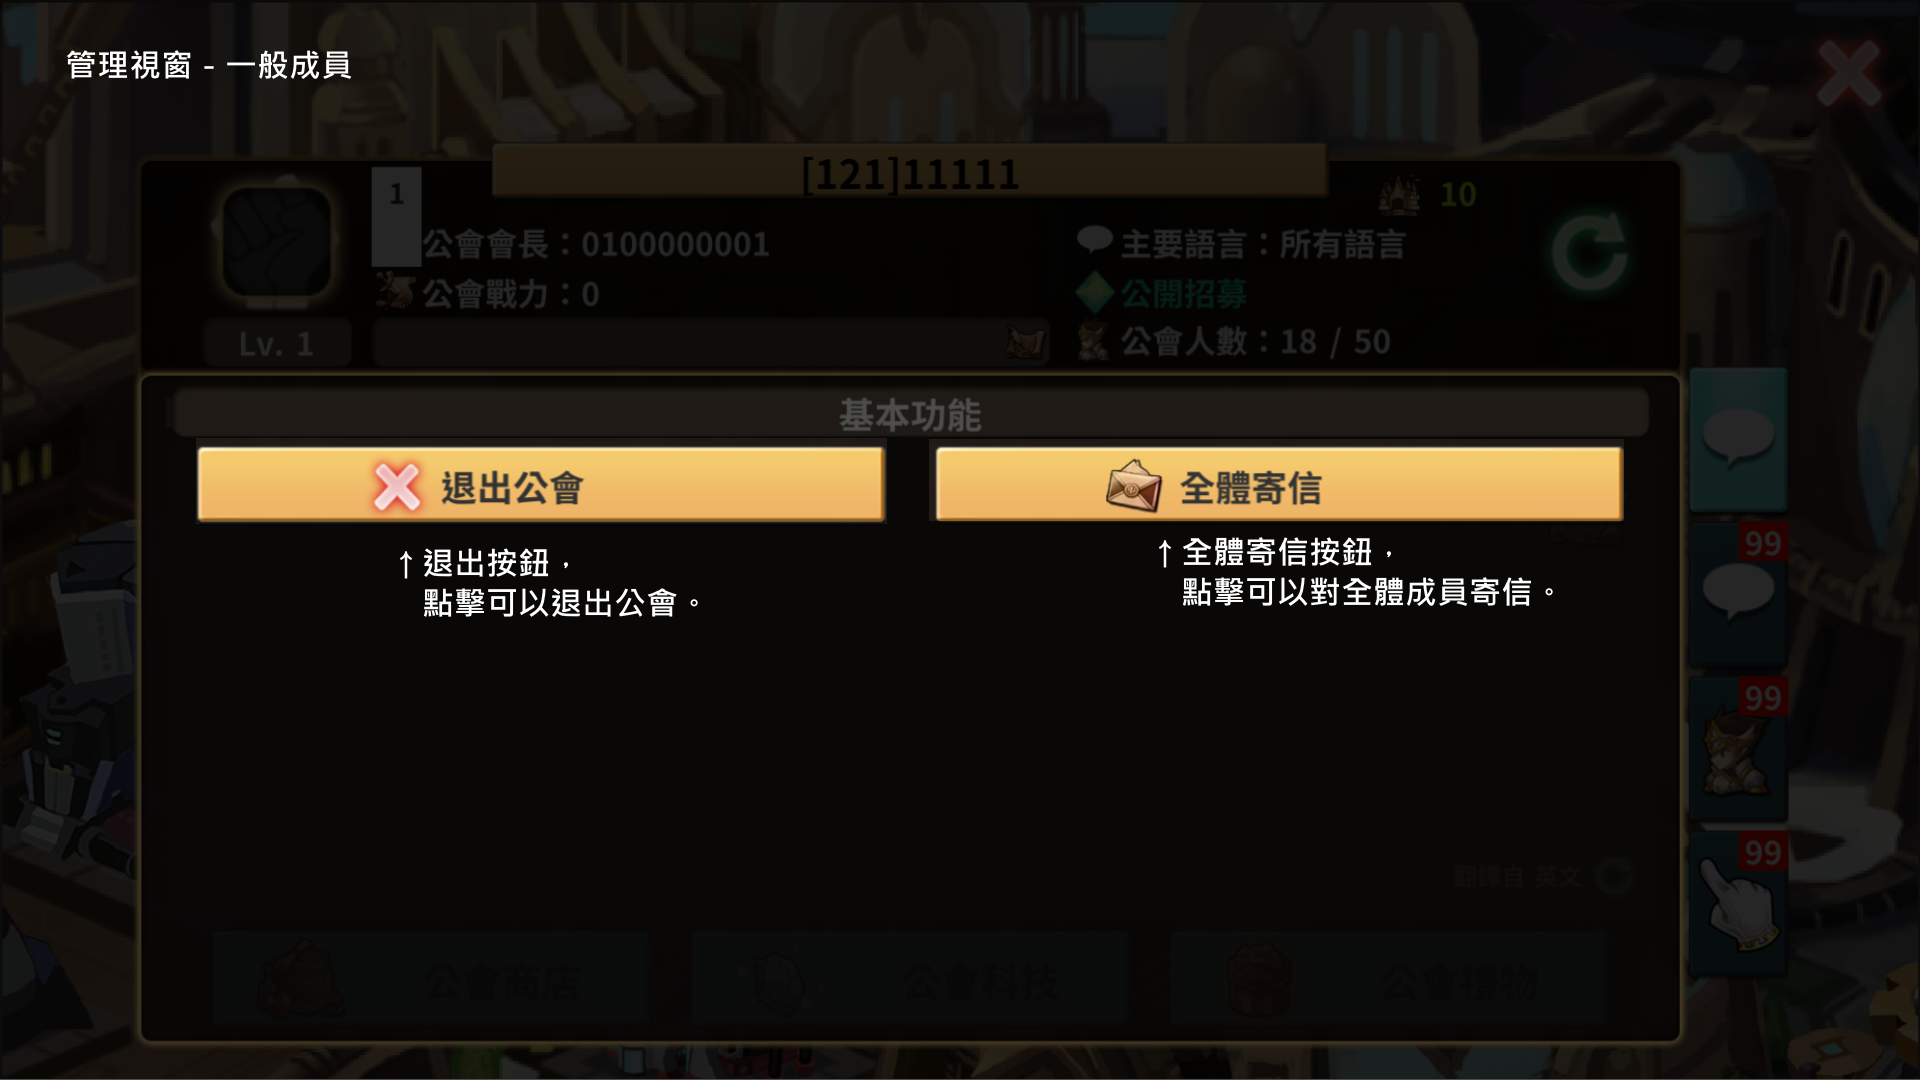 管理視窗 - 一般成員
[121]11111
1
10
公會會長：0100000001
主要語言：所有語言
公會戰力：0
公開招募
Lv. 1
公會人數：18 / 50
基本功能
退出公會
全體寄信
↑退出按鈕，
點擊可以退出公會。
↑全體寄信按鈕，
點擊可以對全體成員寄信。
99
99
99
翻譯自 英文
公會商店
公會科技
公會禮物